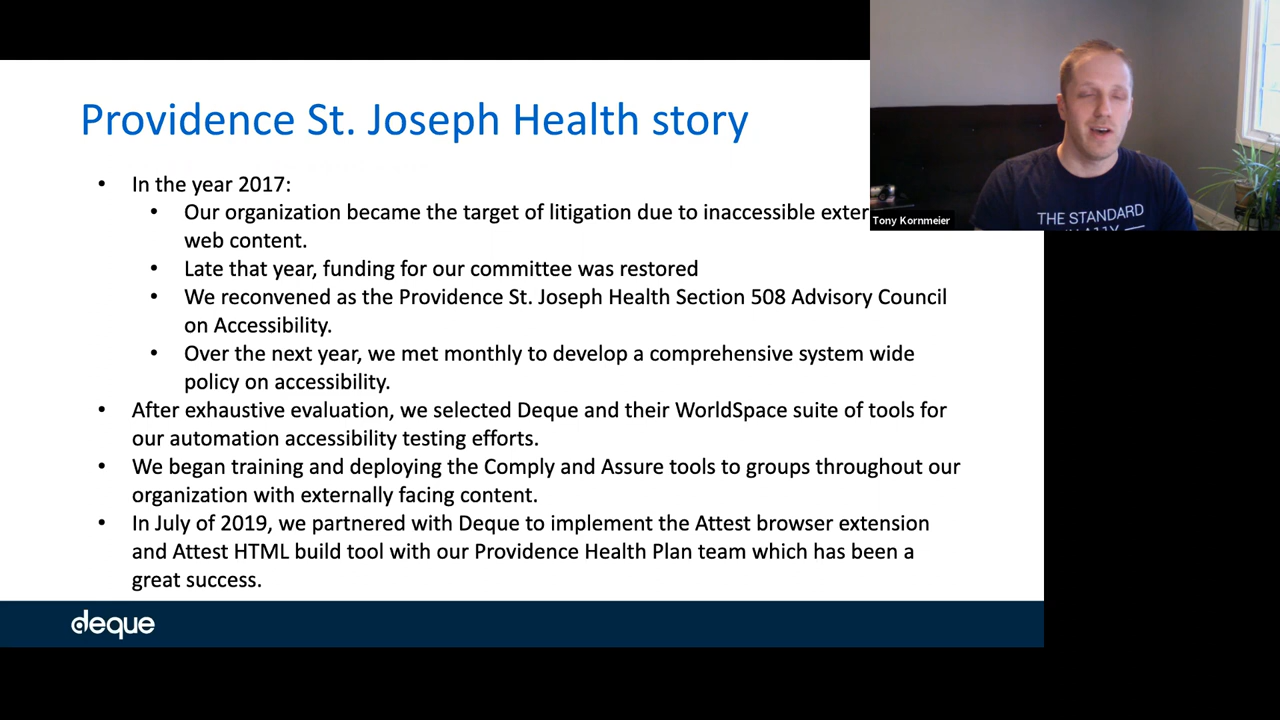 Providence St. Joseph Health story
• In the year 2017:
• Our organization became the target of litigation due to inaccessible exter
web content.
• Late that year, funding for our committee was restored
• We reconvened as the Providence St. Joseph Health Section 508 Advisory Council
on Accessibility.
• Over the next year, we met monthly to develop a comprehensive system wide
policy on accessibility.
• After exhaustive evaluation, we selected Deque and their WorldSpace suite of tools for
our automation accessibility testing efforts.
• We began training and deploying the Comply and Assure tools to groups throughout our
organization with externally facing content.
• In July of 2019, we partnered with Deque to implement the Attest browser extension
and Attest HTML build tool with our Providence Health Plan team which has been a
great success.
deque
Tony Kornmeier
THE STANDARD